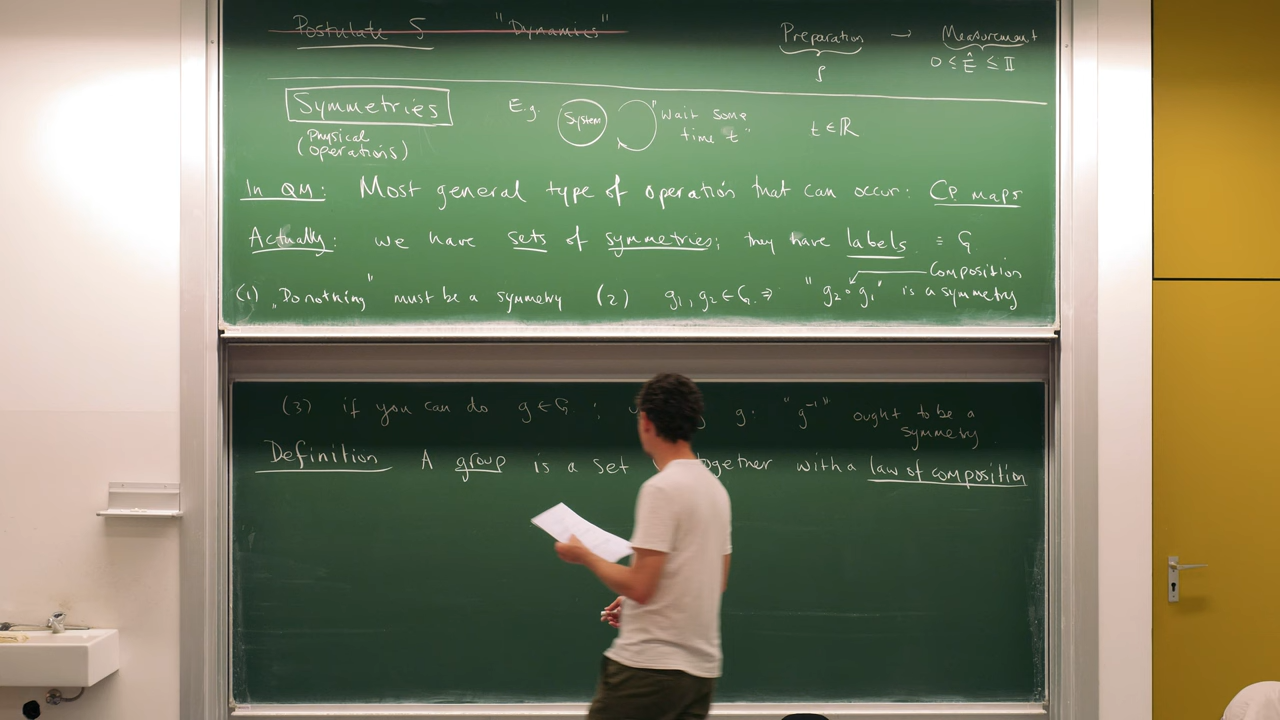 Postulate 5 "Dynamics"
Preparation → Measurement
ρ 0 ≤ Ê ≤ 𝕀
Symmetries
(Physical operations)
E.g. System "Wait some time t" t ∈ ℝ
In QM: Most general type of operation that can occur: CP maps
Actually: we have sets of symmetries; they have labels ≡ G
Composition
(1) "Do nothing" must be a symmetry (2) g₁, g₂ ∈ G ⇒ "g₂ ∘ g₁" is a symmetry
(3) if you can do g ∈ G ; g: "g⁻¹" ought to be a symmetry
Definition A group is a set together with a law of composition